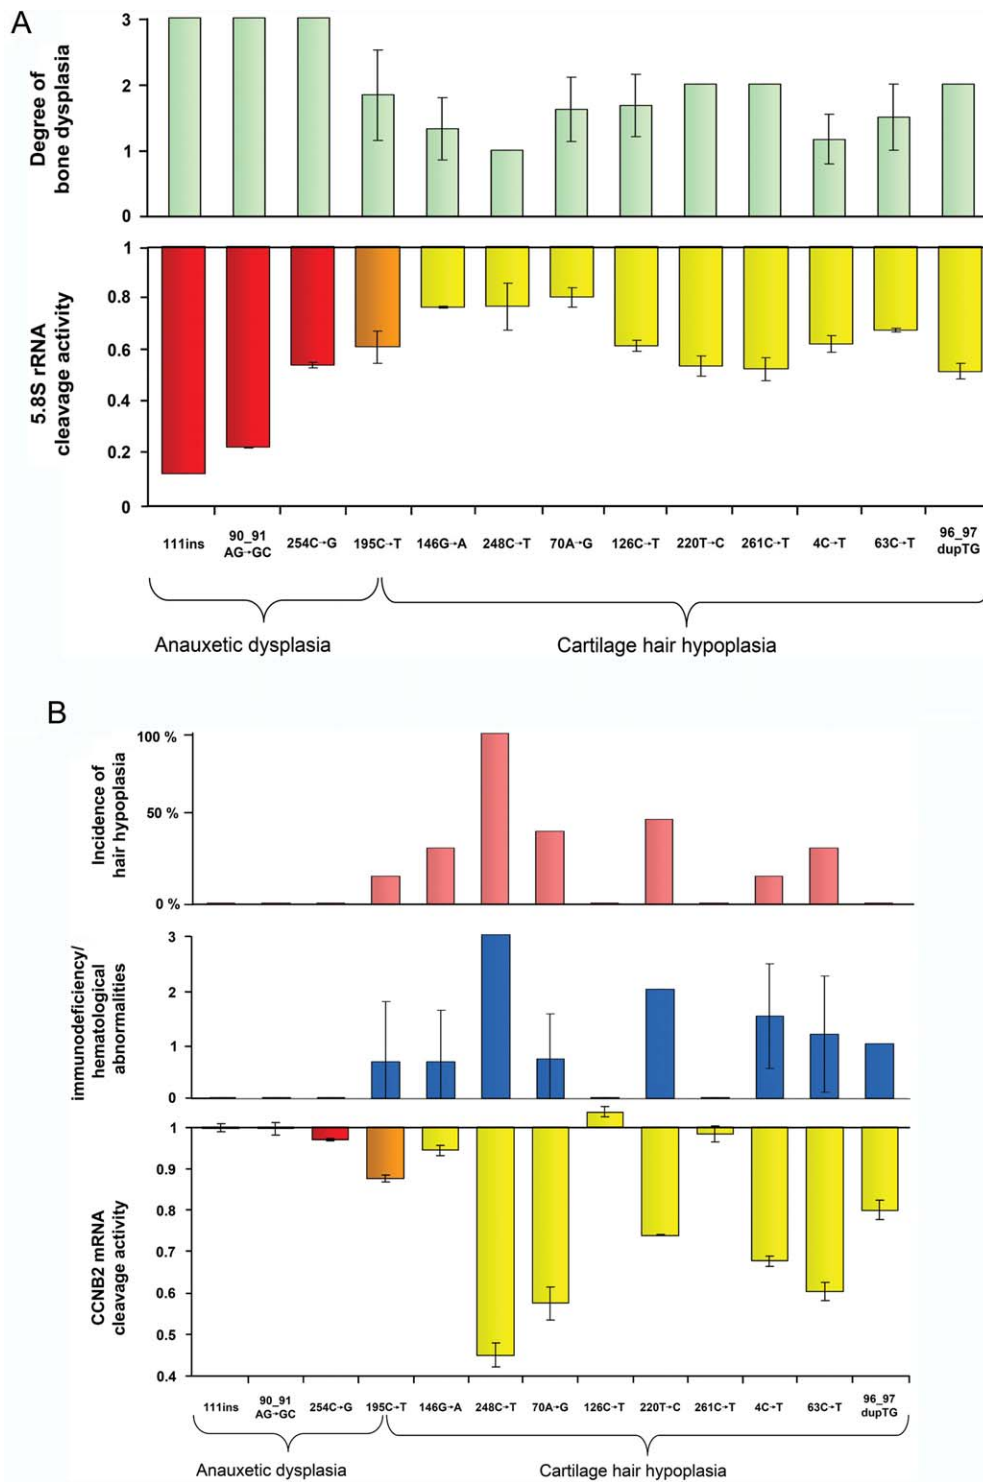 A
Degree of
bone dysplasia
3
2
1
0
5.8S rRNA
cleavage activity
1
0.8
0.6
0.4
0.2
0
111ins
90_91
AG→GC
254C→G
195C→T
146G→A
248C→T
70A→G
126C→T
220T→C
261C→T
4C→T
63C→T
96_97
dupTG
Anauxetic dysplasia
Cartilage hair hypoplasia
B
Incidence of
hair hypoplasia
100 %
50 %
0 %
immunodeficiency/
hematological
abnormalities
3
2
1
0
CCNB2 mRNA
cleavage activity
1
0.9
0.8
0.7
0.6
0.5
0.4
111ins
90_91
AG→GC
254C→G
195C→T
146G→A
248C→T
70A→G
126C→T
220T→C
261C→T
4C→T
63C→T
96_97
dupTG
Anauxetic dysplasia
Cartilage hair hypoplasia